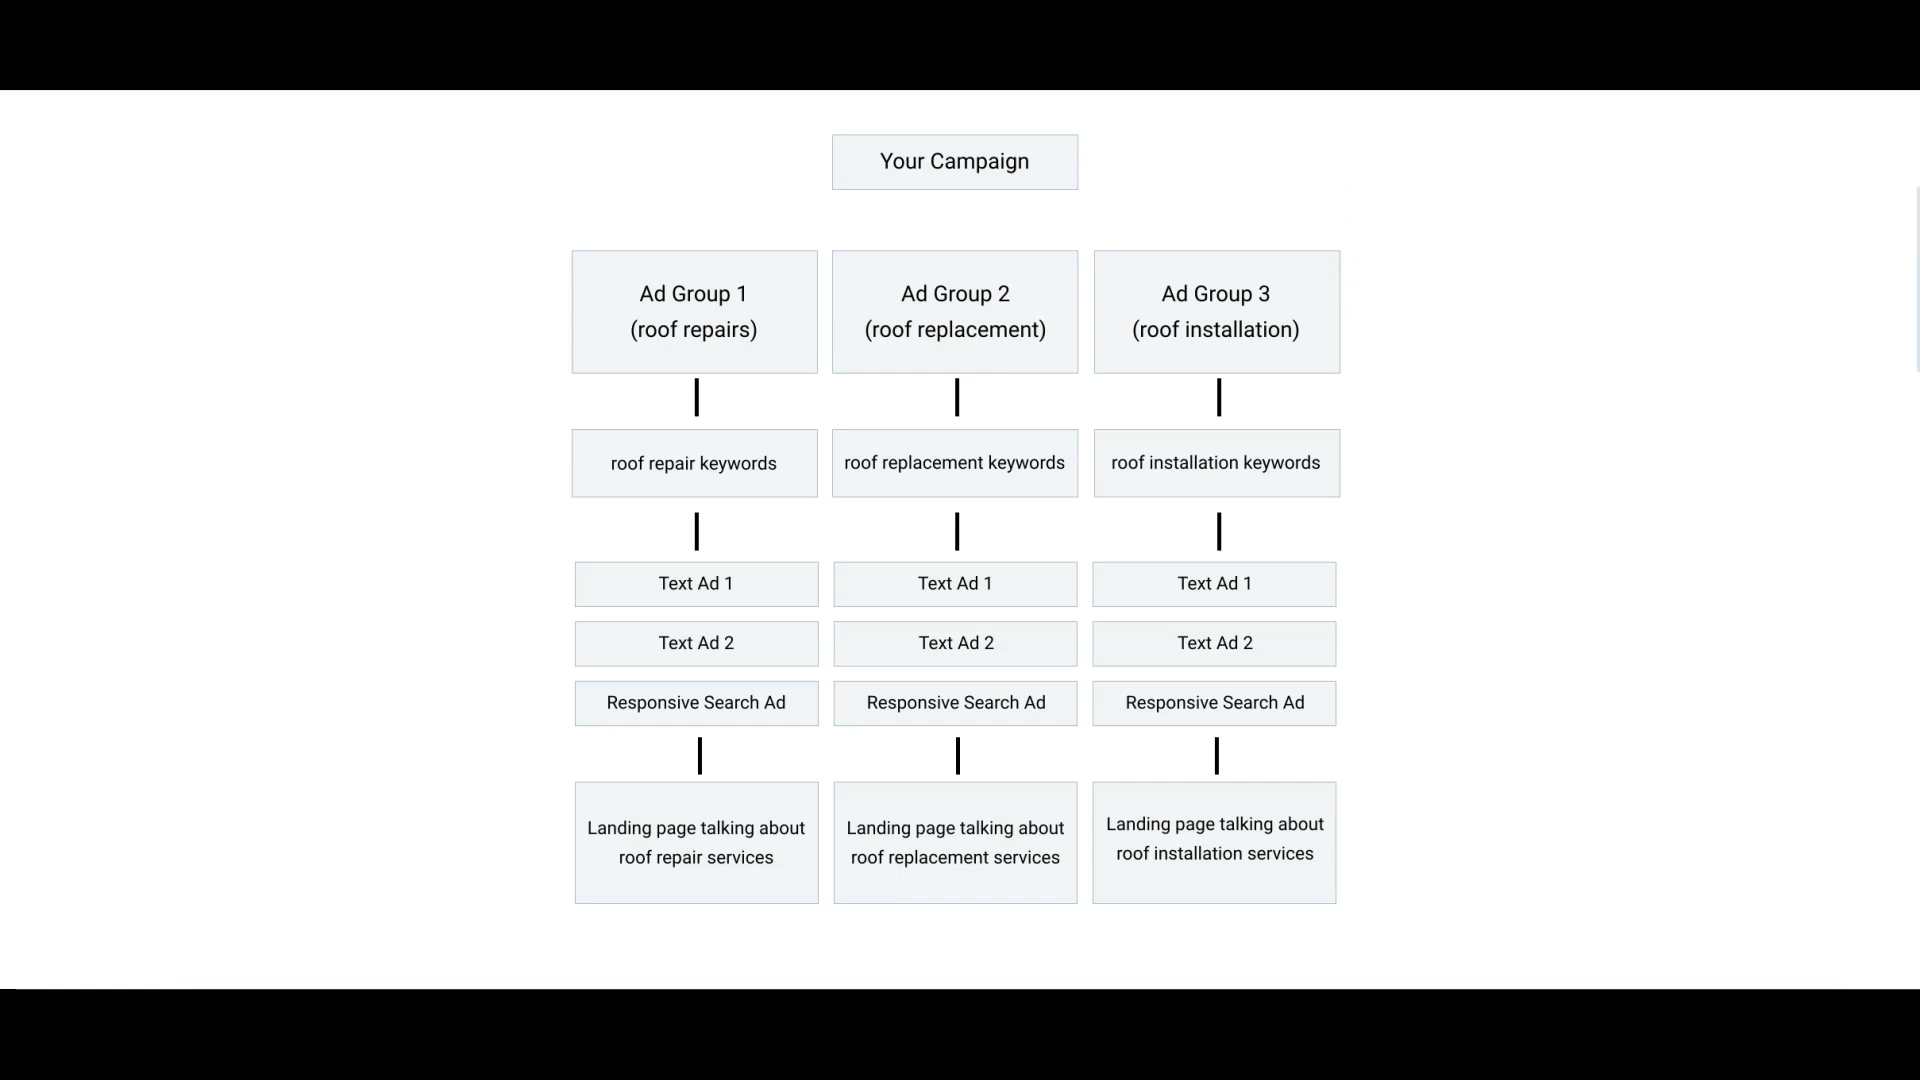 Your Campaign
Ad Group 1
(roof repairs)
Ad Group 2
(roof replacement)
Ad Group 3
(roof installation)
roof repair keywords
roof replacement keywords
roof installation keywords
Text Ad 1
Text Ad 1
Text Ad 1
Text Ad 2
Text Ad 2
Text Ad 2
Responsive Search Ad
Responsive Search Ad
Responsive Search Ad
Landing page talking about
roof repair services
Landing page talking about
roof replacement services
Landing page talking about
roof installation services